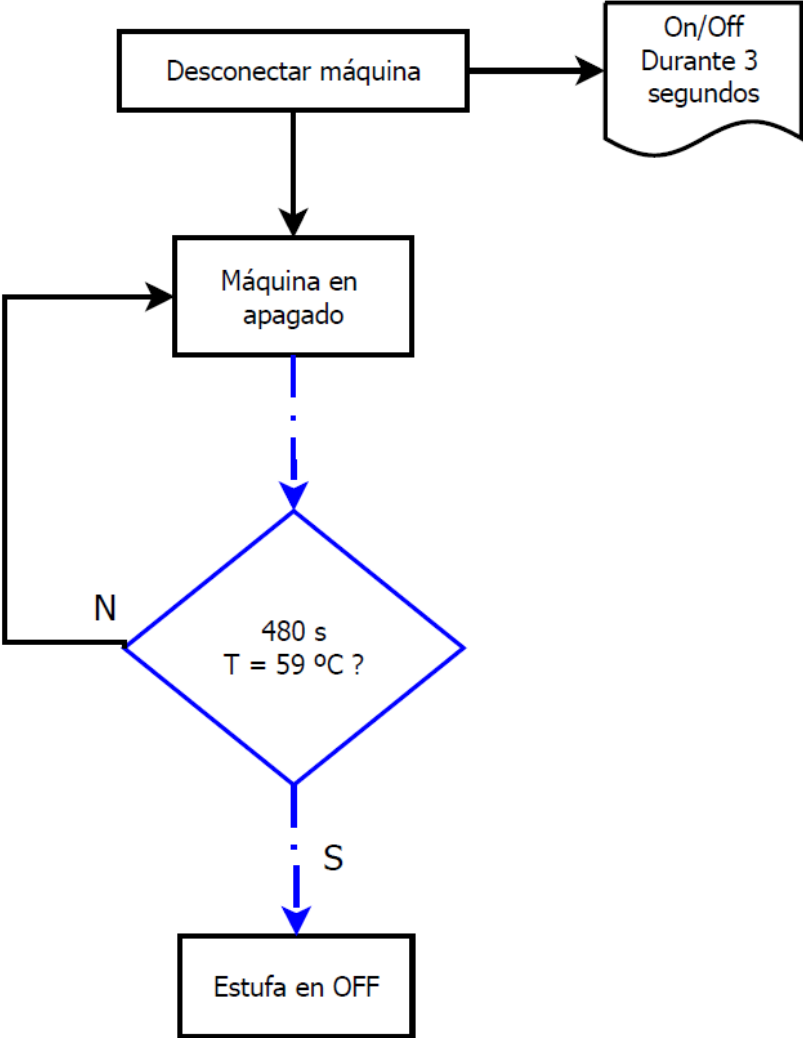 Desconectar máquina
On/Off
Durante 3
segundos
Máquina en
apagado
N
480 s
T = 59 ºC ?
S
Estufa en OFF